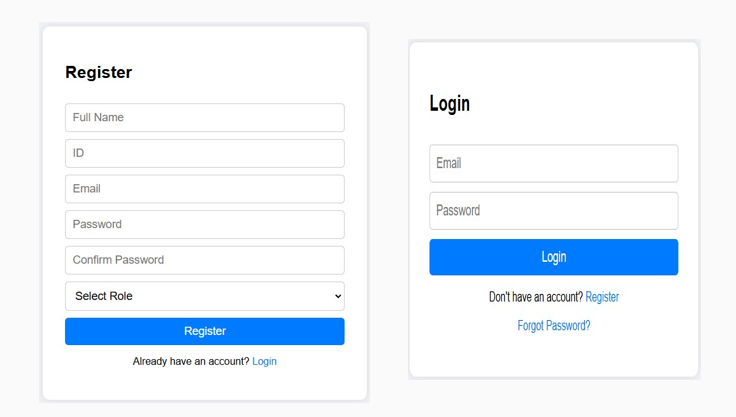 Register
Full Name
ID
Email
Password
Confirm Password
Select Role
Register
Already have an account? Login
Login
Email
Password
Login
Don't have an account? Register
Forgot Password?